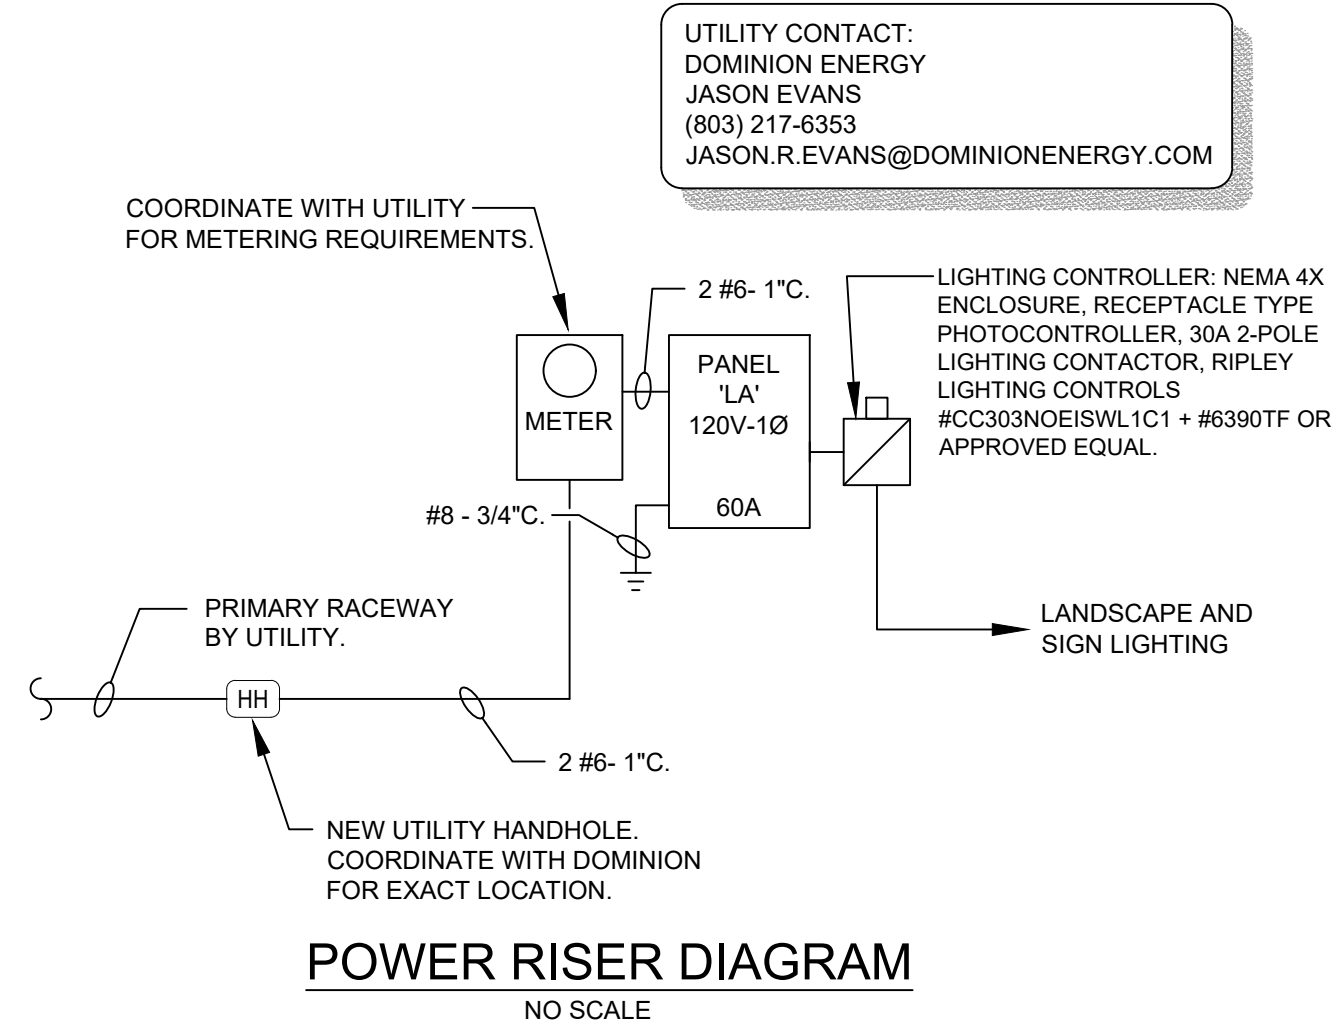 UTILITY CONTACT:
DOMINION ENERGY
JASON EVANS
(803) 217-6353
JASON.R.EVANS@DOMINIONENERGY.COM
COORDINATE WITH UTILITY
FOR METERING REQUIREMENTS.
2 #6- 1"C.
LIGHTING CONTROLLER: NEMA 4X
ENCLOSURE, RECEPTACLE TYPE
PHOTOCONTROLLER, 30A 2-POLE
LIGHTING CONTACTOR, RIPLEY
LIGHTING CONTROLS
#CC303NOEISWL1C1 + #6390TF OR
APPROVED EQUAL.
METER
PANEL
'LA'
120V-1Ø
60A
#8 - 3/4"C.
PRIMARY RACEWAY
BY UTILITY.
LANDSCAPE AND
SIGN LIGHTING
HH
2 #6- 1"C.
NEW UTILITY HANDHOLE.
COORDINATE WITH DOMINION
FOR EXACT LOCATION.
POWER RISER DIAGRAM
NO SCALE